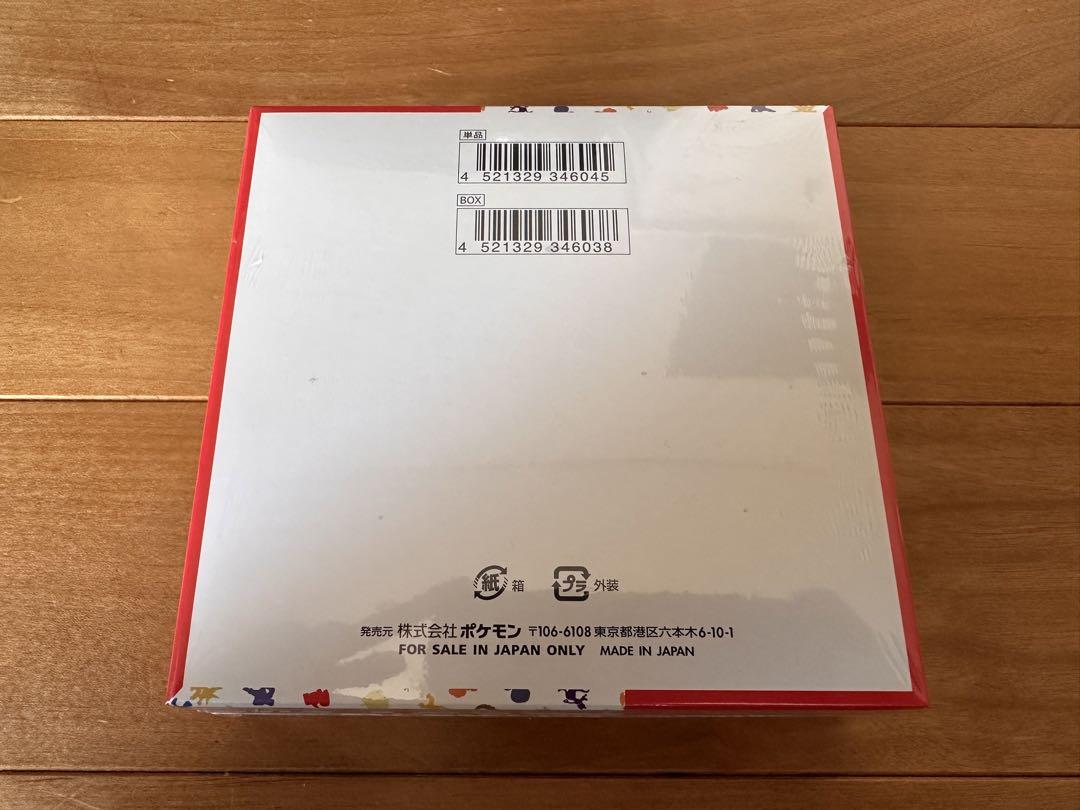 単品
4 521329 346045
BOX
4 521329 346038
紙 箱 プラ 外装
発売元 株式会社 ポケモン 〒106-6108 東京都港区六本木6-10-1
FOR SALE IN JAPAN ONLY MADE IN JAPAN